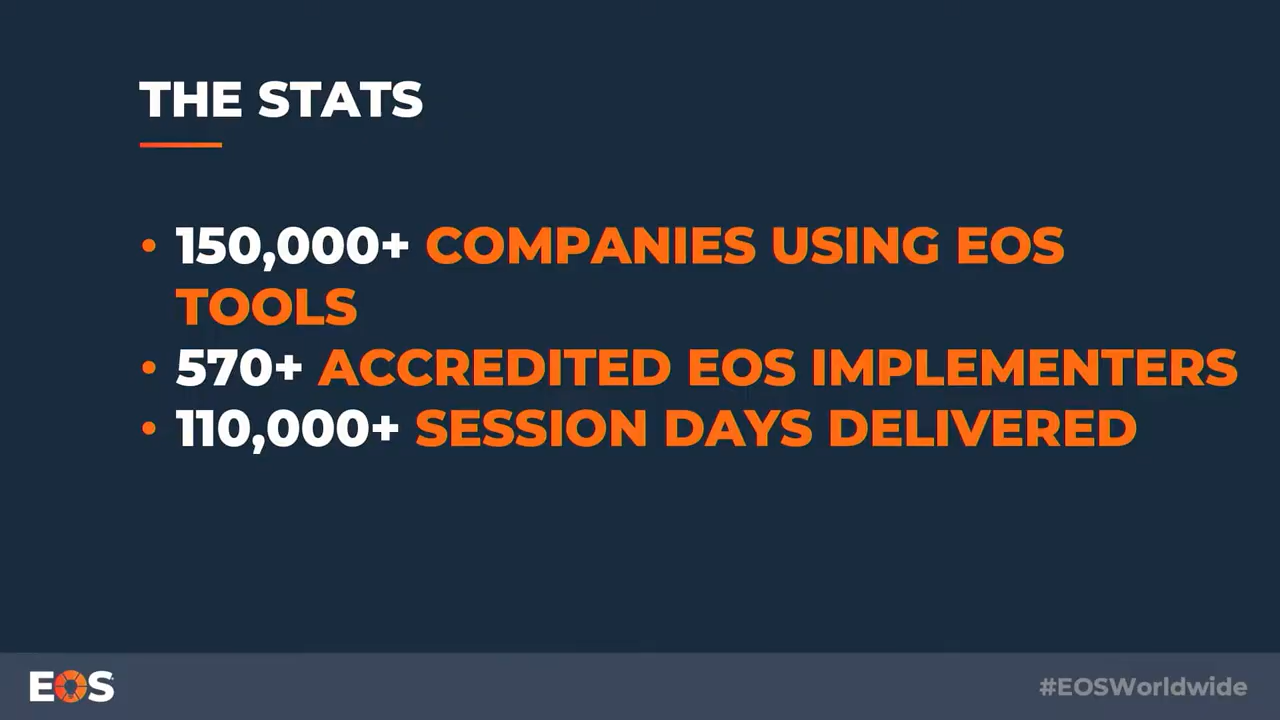 THE STATS
• 150,000+ COMPANIES USING EOS
TOOLS
• 570+ ACCREDITED EOS IMPLEMENTERS
• 110,000+ SESSION DAYS DELIVERED
EOS
#EOSWorldwide